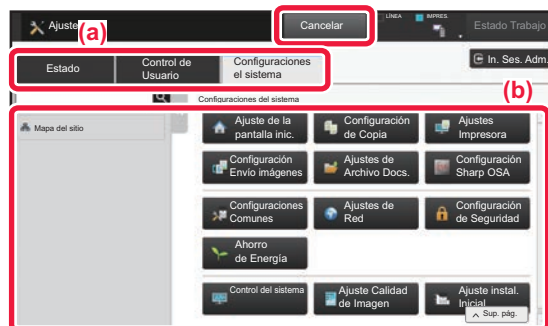 Ajuste
(a)
Cancelar
LÍNEA
IMPRES.
Estado Trabajo
Estado
Control de
Usuario
Configuraciones
el sistema
In. Ses. Adm.
(b)
Configuraciones del sistema
Mapa del sitio
Ajuste de la
pantalla inic.
Configuración
de Copia
Ajustes
Impresora
Configuración
Envío imágenes
Ajustes de
Archivo Docs.
Configuración
Sharp OSA
Configuraciones
Comunes
Ajustes de
Red
Configuración
de Seguridad
Ahorro
de Energía
Control del sistema
Ajuste Calidad
de Imagen
Ajuste instal.
Inicial
Sup. pág.